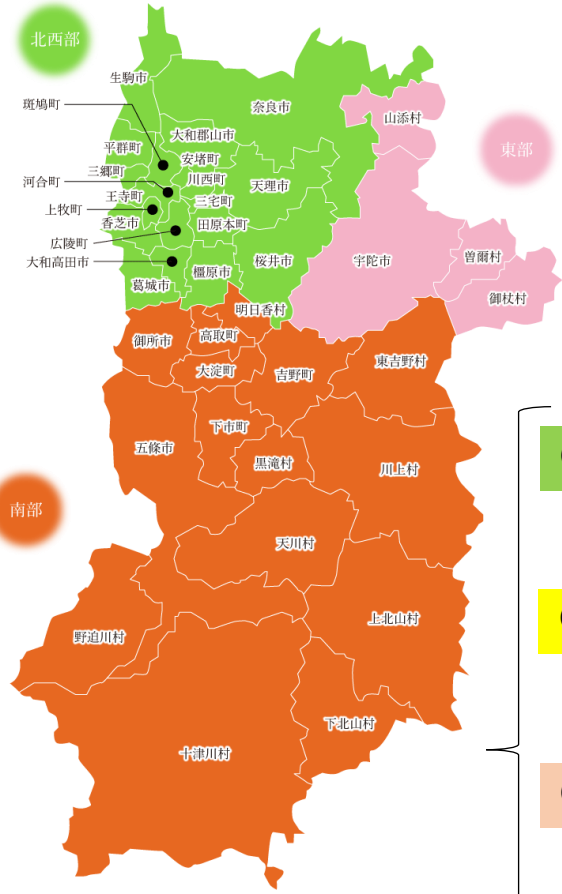 北西部
生駒市
斑鳩町
奈良市
山添村
大和郡山市
東部
平群町
安堵町
三郷町
川西町
天理市
河合町
王寺町
三宅町
上牧町
香芝市
田原本町
広陵町
大和高田市
桜井市
宇陀市
曽爾村
橿原市
葛城市
御杖村
明日香村
御所市
高取町
東吉野村
大淀町
吉野町
下市町
五條市
黒滝村
川上村
南部
天川村
上北山村
野迫川村
下北山村
十津川村